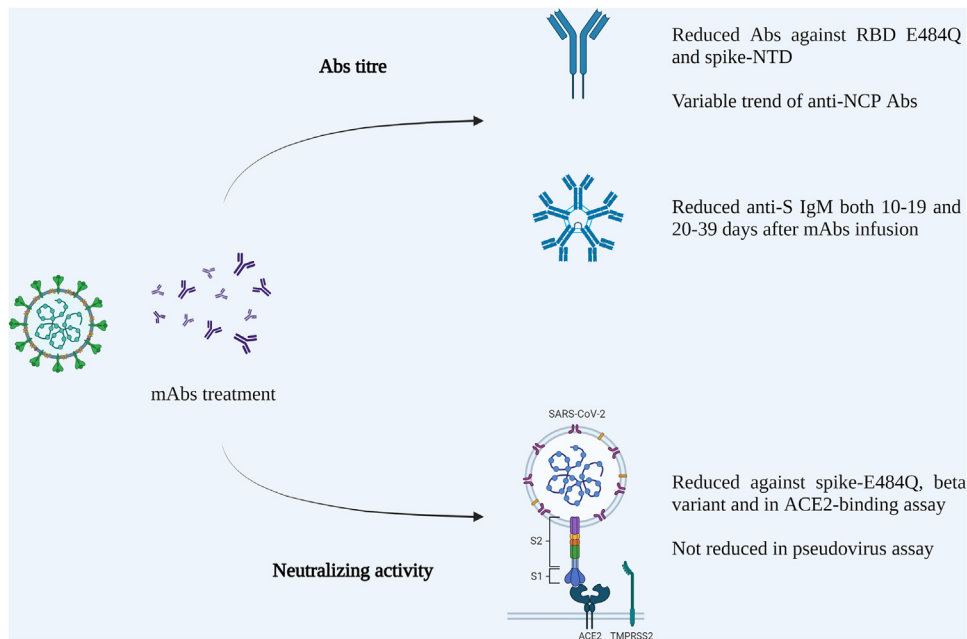 Abs titre
Reduced Abs against RBD E484Q
and spike-NTD
Variable trend of anti-NCP Abs
Reduced anti-S IgM both 10-19 and
20-39 days after mAbs infusion
mAbs treatment
SARS-CoV-2
S2
S1
ACE2
TMPRSS2
Reduced against spike-E484Q, beta
variant and in ACE2-binding assay
Not reduced in pseudovirus assay
Neutralizing activity